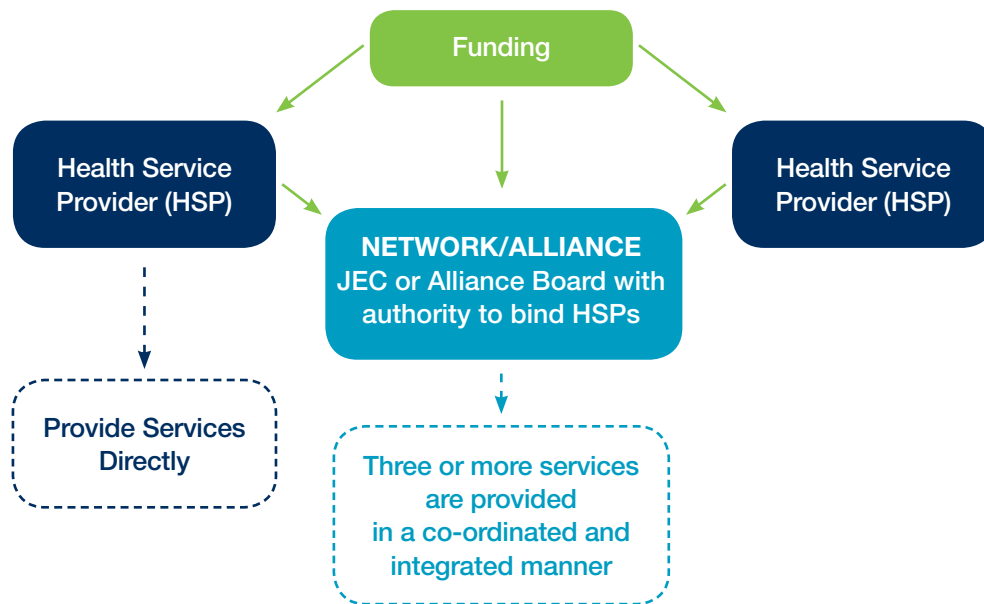 Funding
Health Service
Provider (HSP)
Health Service
Provider (HSP)
NETWORK/ALLIANCE
JEC or Alliance Board with
authority to bind HSPs
Provide Services
Directly
Three or more services
are provided
in a co-ordinated and
integrated manner